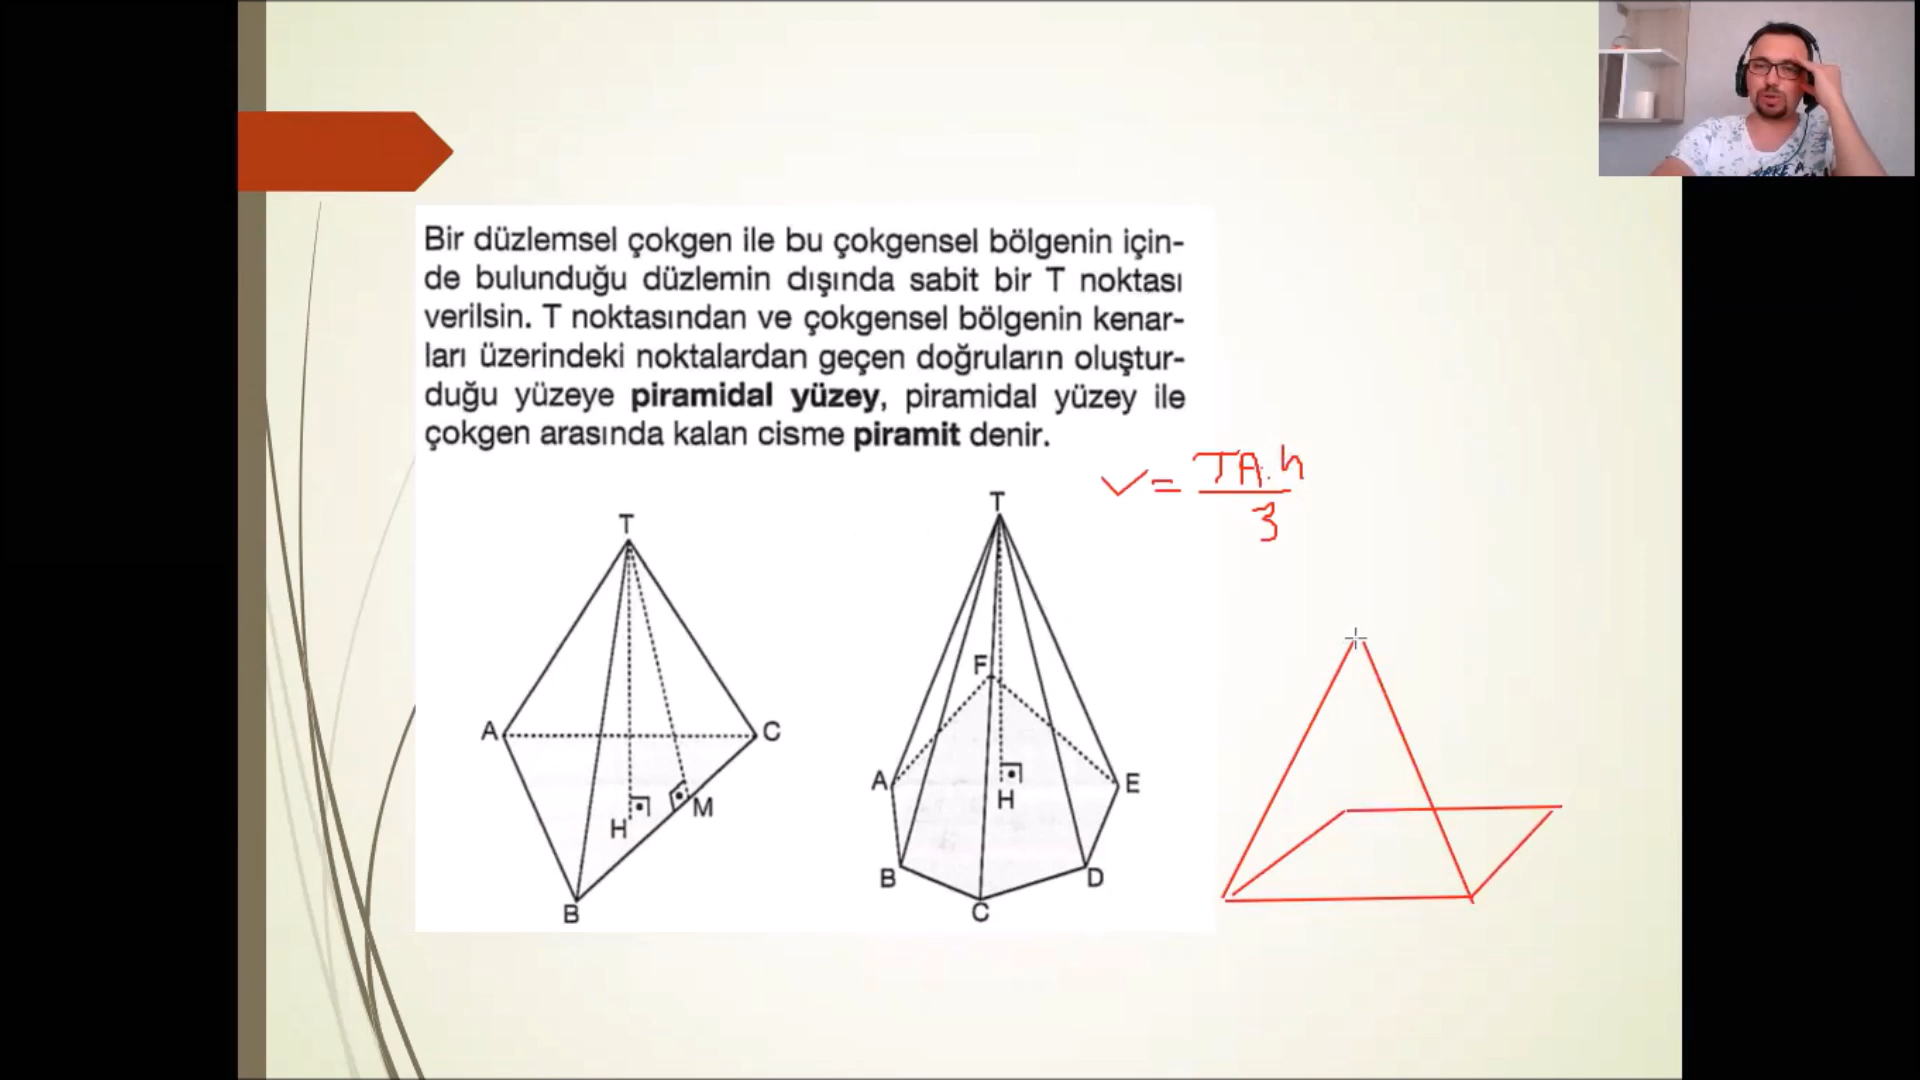 Bir düzlemsel çokgen ile bu çokgensel bölgenin için-
de bulunduğu düzlemin dışında sabit bir T noktası
verilsin. T noktasından ve çokgensel bölgenin kenar-
ları üzerindeki noktalardan geçen doğruların oluştur-
duğu yüzeye piramidal yüzey, piramidal yüzey ile
çokgen arasında kalan cisme piramit denir.
V = TA.h
3
T
A
C
H
M
B
T
F
A
E
H
B
D
C